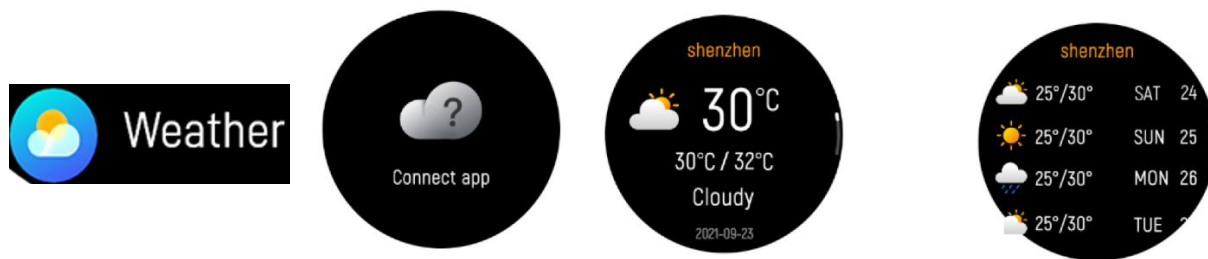 Weather
?
Connect app
shenzhen
30°C
30°C / 32°C
Cloudy
2021-09-23
shenzhen
25°/30° SAT 24
25°/30° SUN 25
25°/30° MON 26
25°/30° TUE